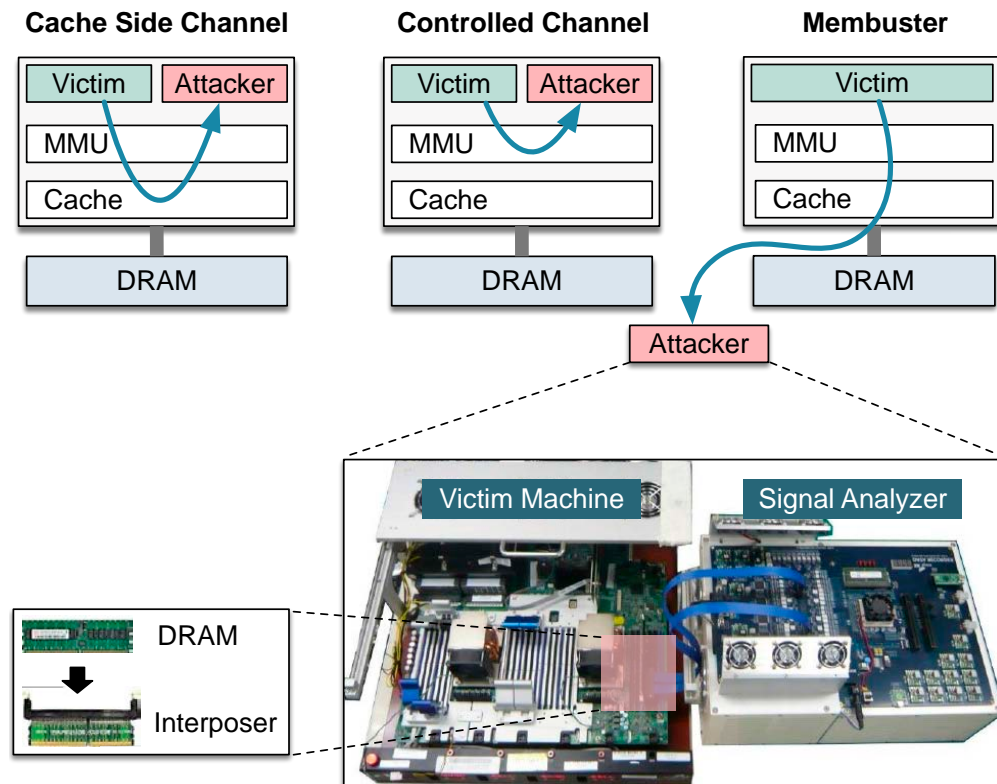 Cache Side Channel
Controlled Channel
Membuster
Victim
Attacker
MMU
Cache
DRAM
Victim
Attacker
MMU
Cache
DRAM
Victim
MMU
Cache
DRAM
Attacker
Victim Machine
Signal Analyzer
DRAM
Interposer